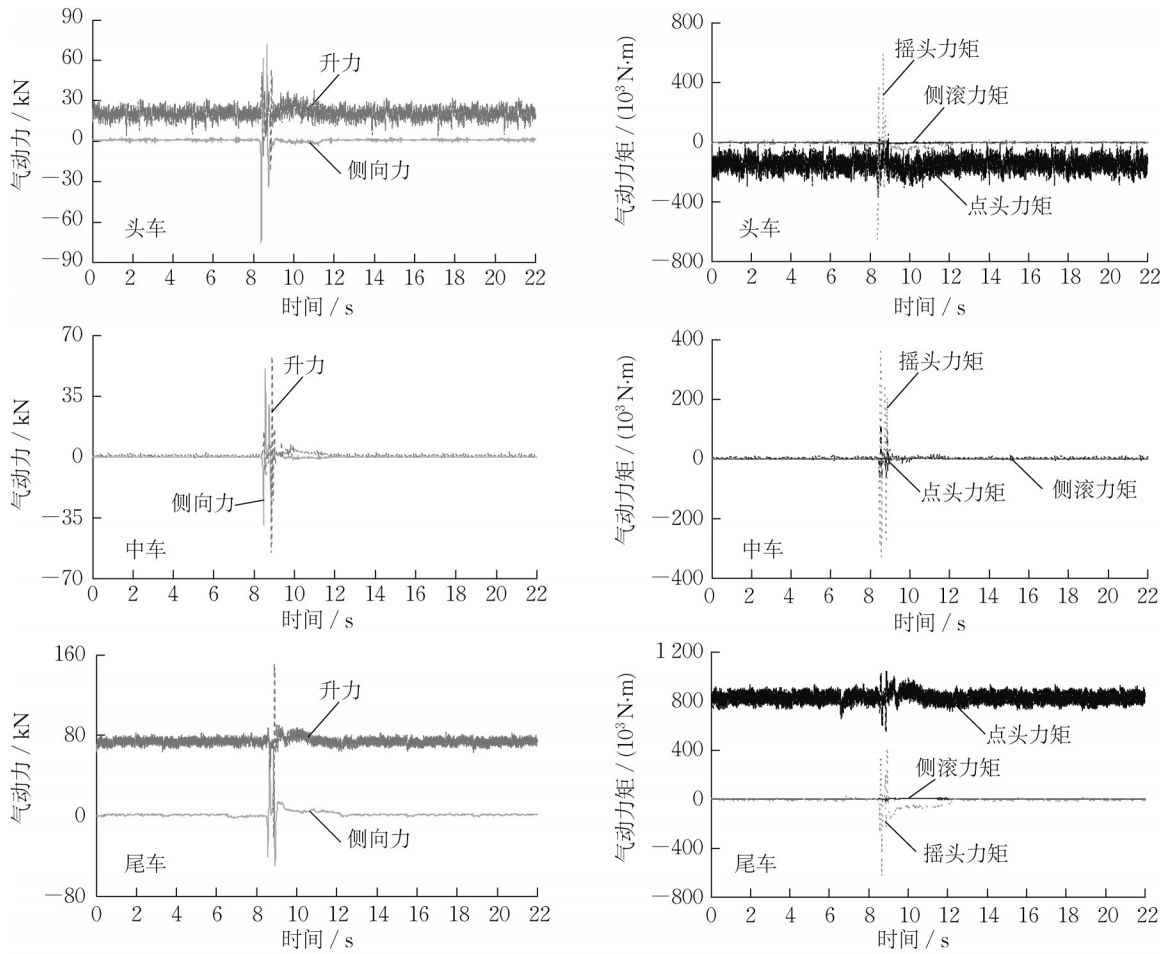 90
60
30
0
−30
−60
−90
气动力 / kN
升力
侧向力
头车
0 2 4 6 8 10 12 14 16 18 20 22
时间 / s
800
400
0
−400
−800
气动力矩 / (10³ N·m)
摇头力矩
侧滚力矩
点头力矩
头车
0 2 4 6 8 10 12 14 16 18 20 22
时间 / s
70
35
0
−35
−70
气动力 / kN
升力
侧向力
中车
0 2 4 6 8 10 12 14 16 18 20 22
时间 / s
400
200
0
−200
−400
气动力矩 / (10³ N·m)
摇头力矩
点头力矩
侧滚力矩
中车
0 2 4 6 8 10 12 14 16 18 20 22
时间 / s
160
80
0
−80
气动力 / kN
升力
侧向力
尾车
0 2 4 6 8 10 12 14 16 18 20 22
时间 / s
1 200
800
400
0
−400
−800
气动力矩 / (10³ N·m)
点头力矩
侧滚力矩
摇头力矩
尾车
0 2 4 6 8 10 12 14 16 18 20 22
时间 / s